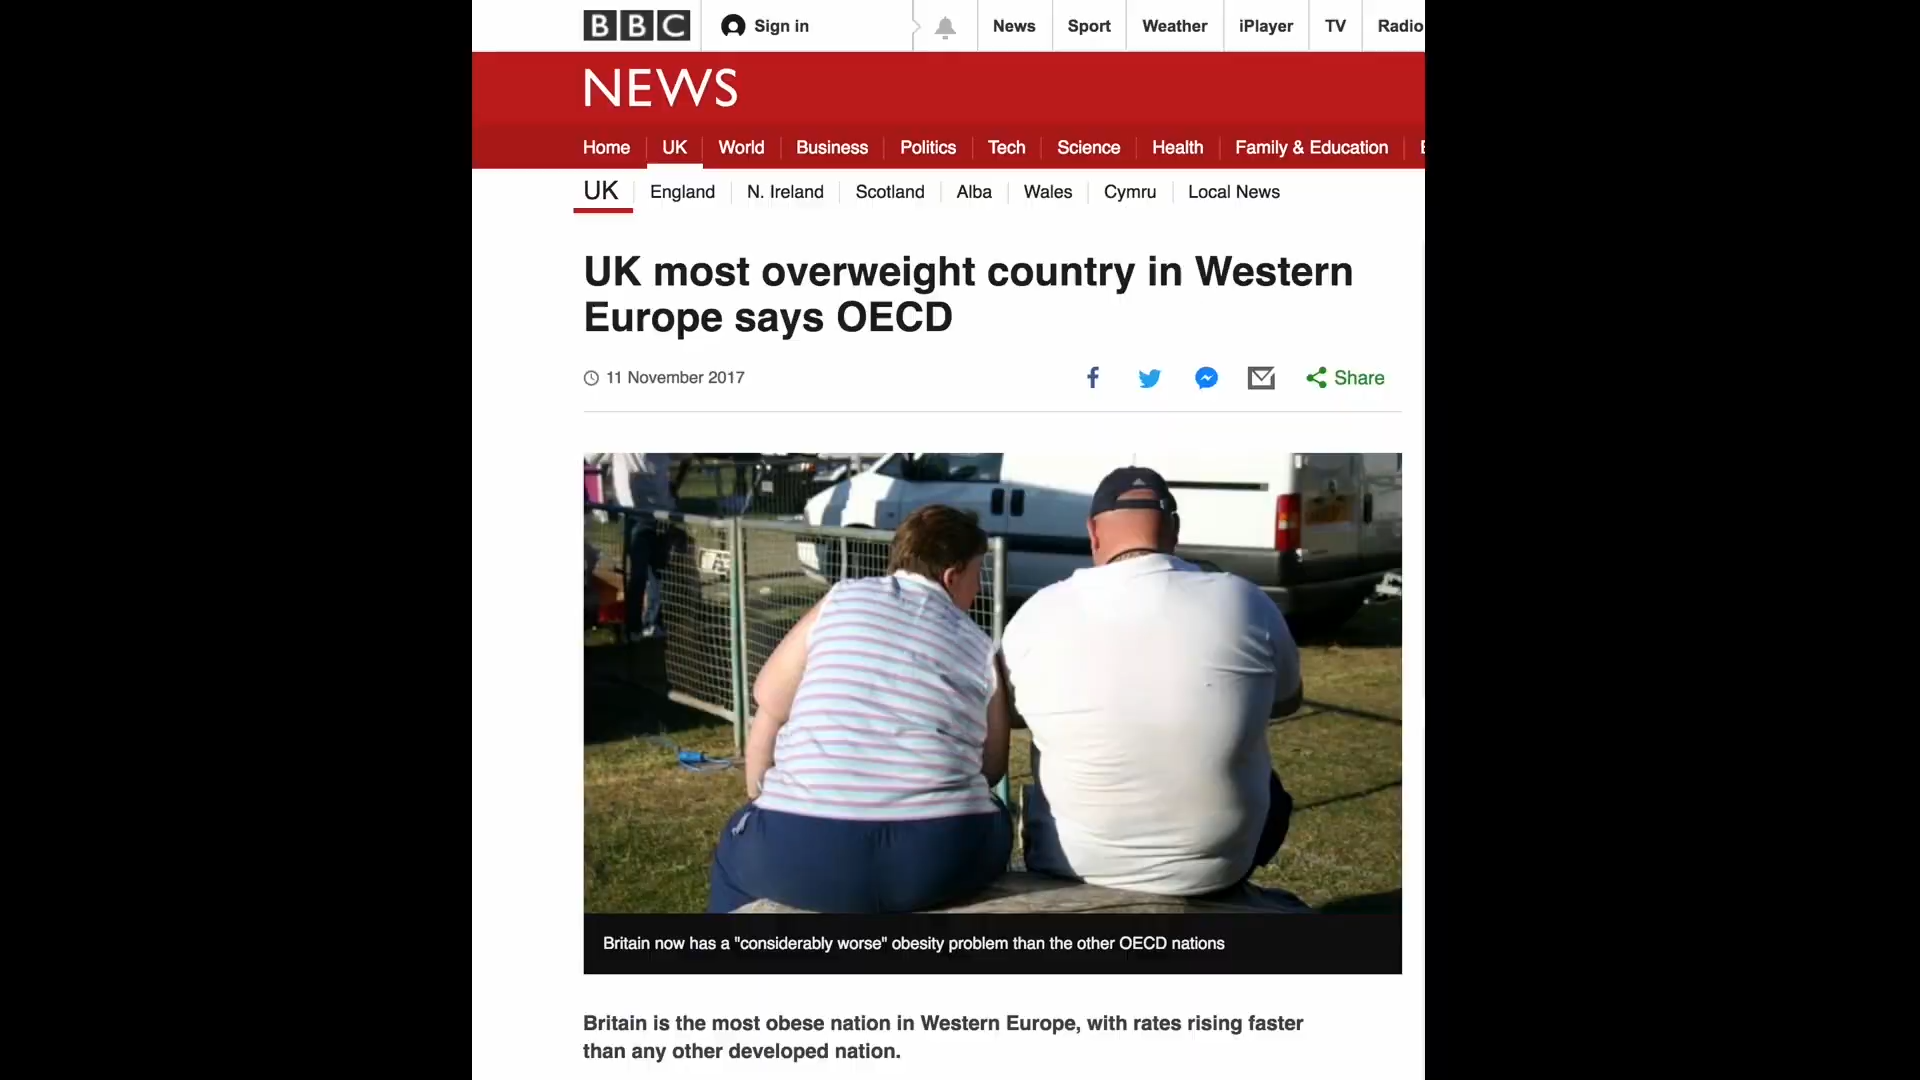 BBC Sign in News Sport Weather iPlayer TV Radio
NEWS
Home UK World Business Politics Tech Science Health Family & Education
UK England N. Ireland Scotland Alba Wales Cymru Local News
UK most overweight country in Western
Europe says OECD
11 November 2017 Share
Britain now has a "considerably worse" obesity problem than the other OECD nations
Britain is the most obese nation in Western Europe, with rates rising faster
than any other developed nation.